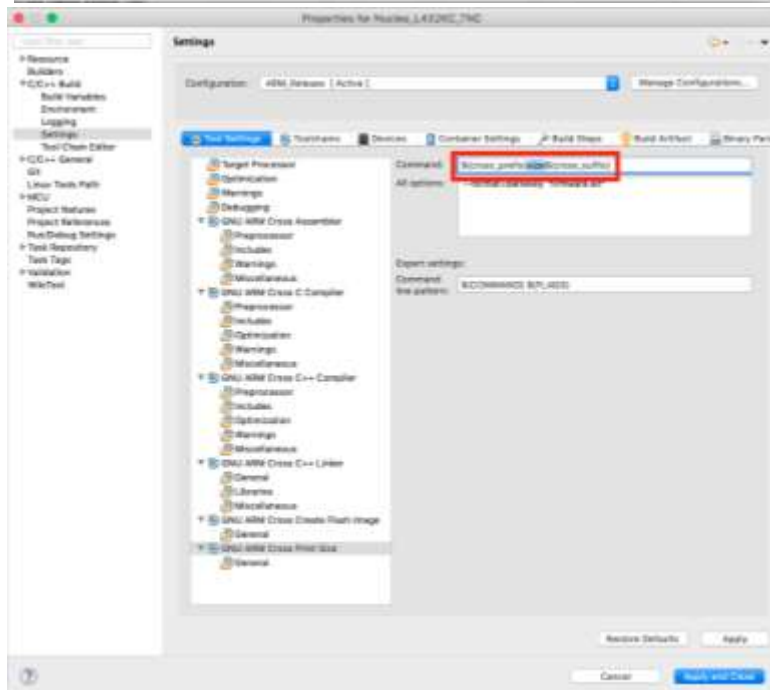 Properties for Nucleo_L432KC_TNC
Settings
Resource
Builders
C/C++ Build
Build Variables
Environment
Logging
Settings
Tool Chain Editor
C/C++ General
Git
Linux Tools Path
MCU
Project Natures
Project References
Run/Debug Settings
Task Repository
Task Tags
Validation
WikiText
Configuration: ARM_Release [ Active ]
Manage Configurations...
Tool Settings
Toolchains
Devices
Container Settings
Build Steps
Build Artifact
Binary Pars
Target Processor
Optimization
Warnings
Debugging
GNU ARM Cross Assembler
Preprocessor
Includes
Warnings
Miscellaneous
GNU ARM Cross C Compiler
Preprocessor
Includes
Optimization
Warnings
Miscellaneous
GNU ARM Cross C++ Compiler
Preprocessor
Includes
Optimization
Warnings
Miscellaneous
GNU ARM Cross C++ Linker
General
Libraries
Miscellaneous
GNU ARM Cross Create Flash Image
General
GNU ARM Cross Print Size
General
Command:
All options:
Expert settings:
Command
line pattern:
Restore Defaults
Apply
Cancel
Apply and Close